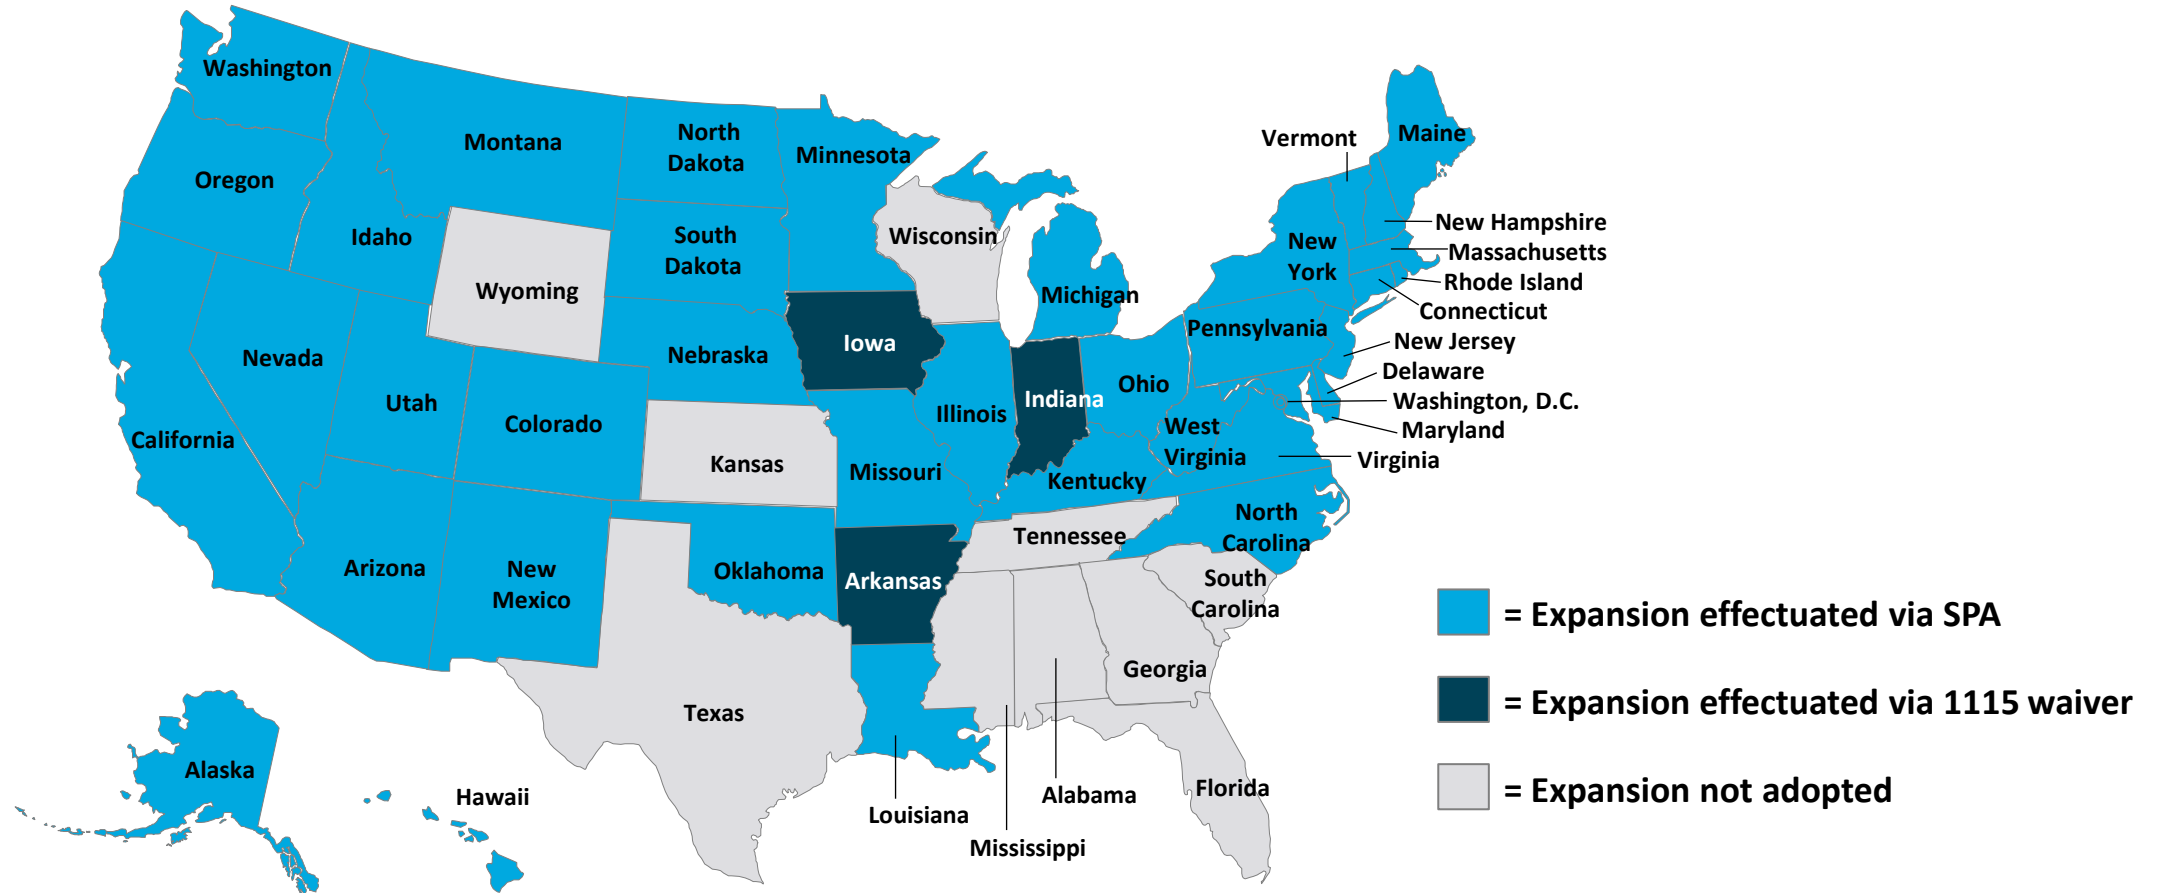 Washington
Montana
North
Dakota
Minnesota
Vermont
Maine
Oregon
Idaho
South
Dakota
Wisconsin
New
York
New Hampshire
Massachusetts
Rhode Island
Connecticut
Wyoming
Michigan
Pennsylvania
New Jersey
Delaware
Washington, D.C.
Maryland
Virginia
Nevada
Nebraska
Iowa
Ohio
Indiana
Illinois
Utah
Colorado
California
Kansas
Missouri
West
Virginia
Kentucky
North
Carolina
Tennessee
Arizona
New
Mexico
Oklahoma
Arkansas
South
Carolina
Georgia
Texas
Alaska
Hawaii
Louisiana
Mississippi
Alabama
Florida
= Expansion effectuated via SPA
= Expansion effectuated via 1115 waiver
= Expansion not adopted